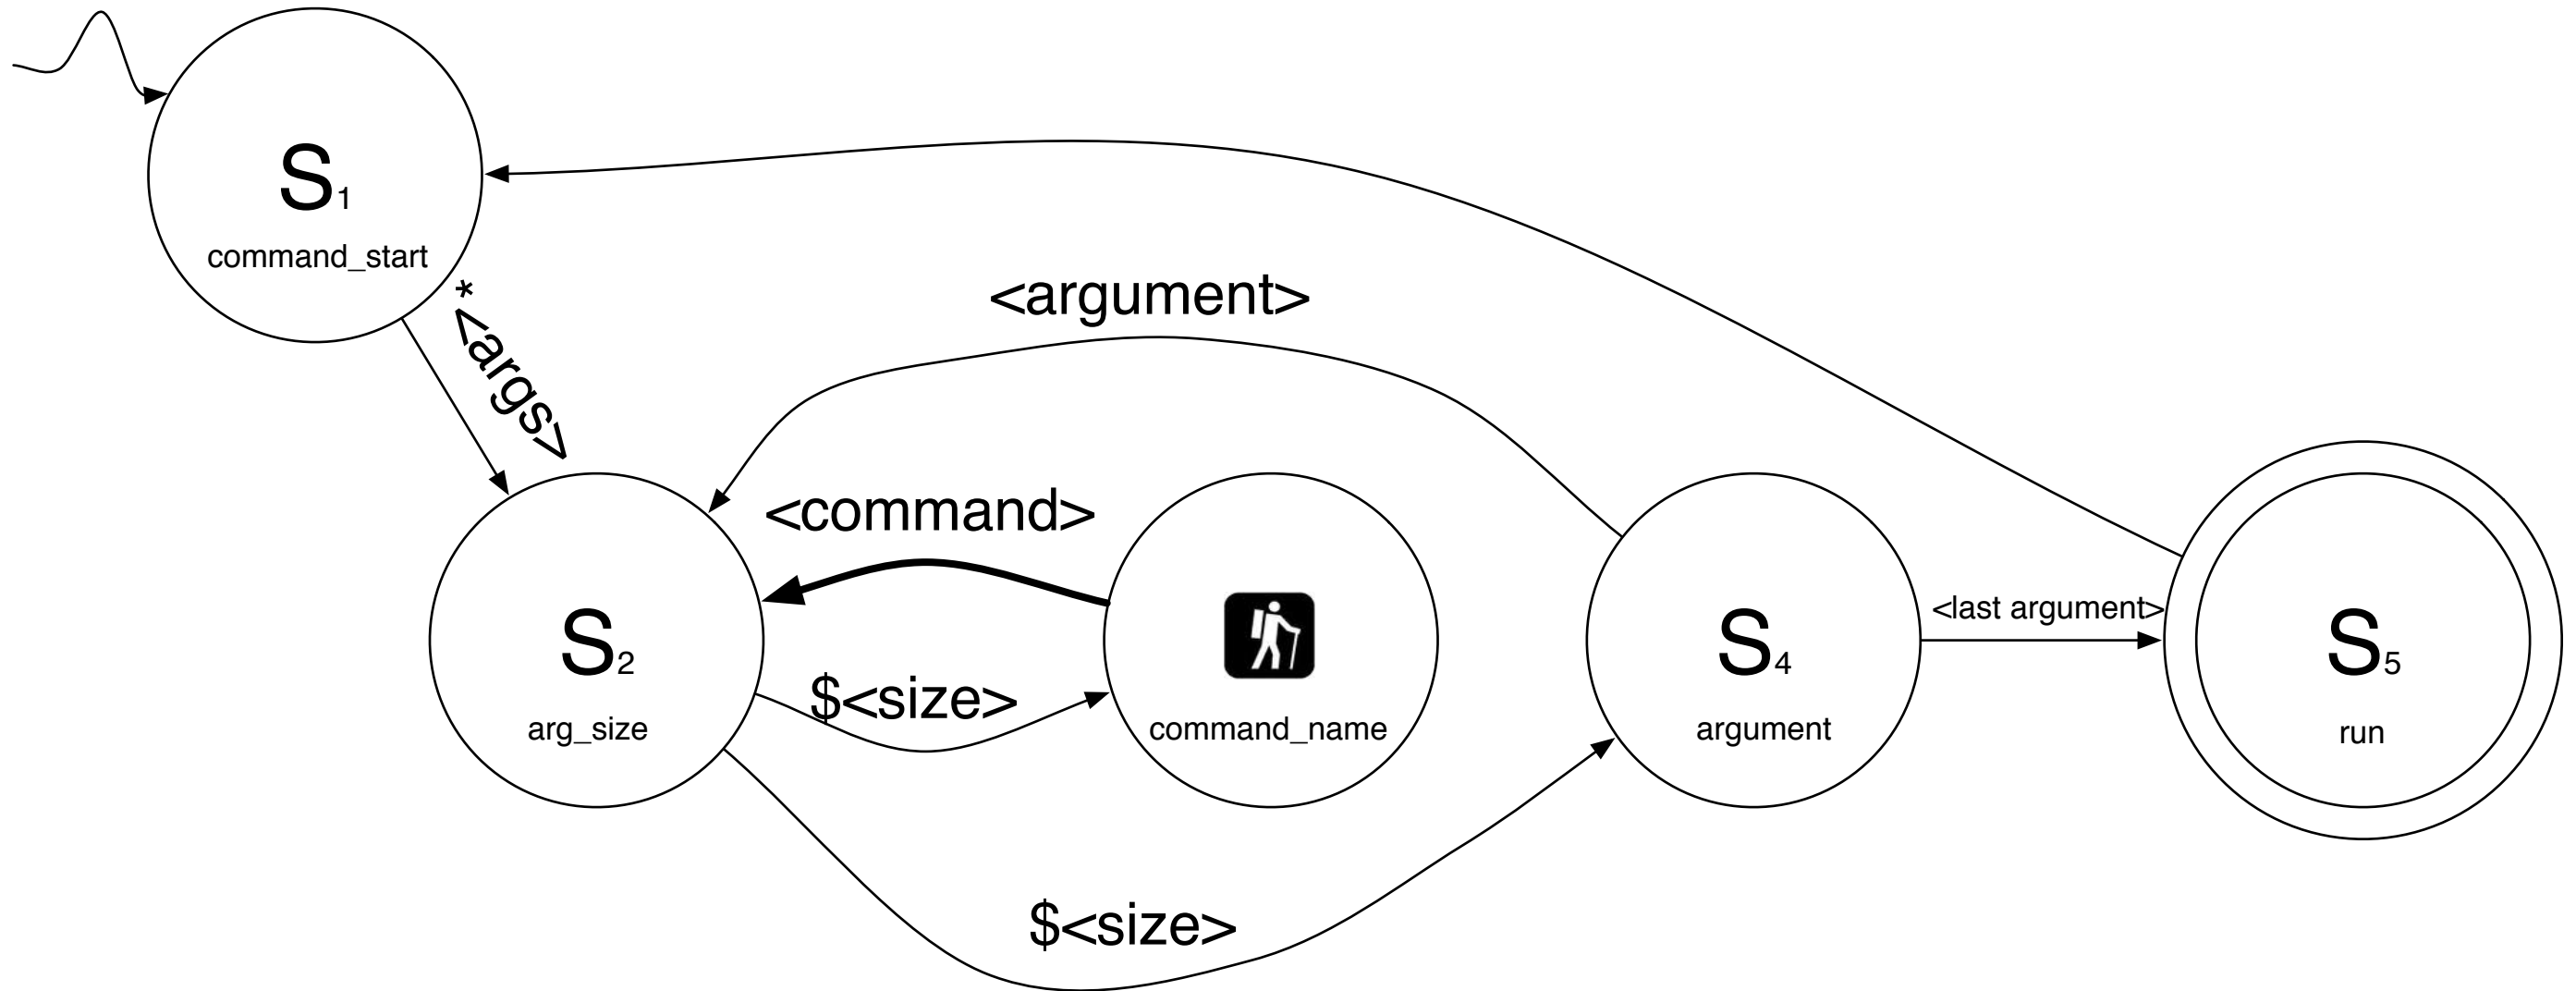 S1
command_start
*<args>
<argument>
<command>
S2
arg_size
$<size>
command_name
S4
argument
<last argument>
S5
run
$<size>